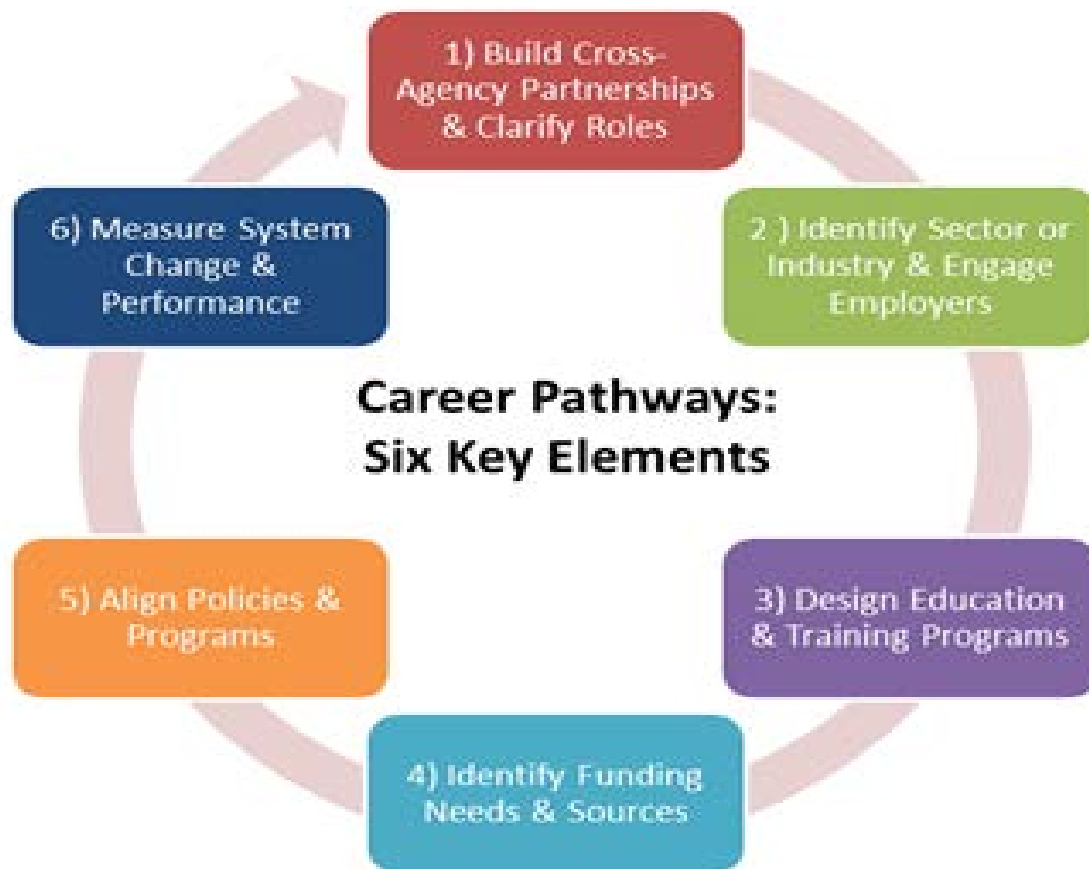 1) Build Cross-
Agency Partnerships
& Clarify Roles
2 ) Identify Sector or
Industry & Engage
Employers
3) Design Education
& Training Programs
4) Identify Funding
Needs & Sources
5) Align Policies &
Programs
6) Measure System
Change &
Performance
Career Pathways:
Six Key Elements